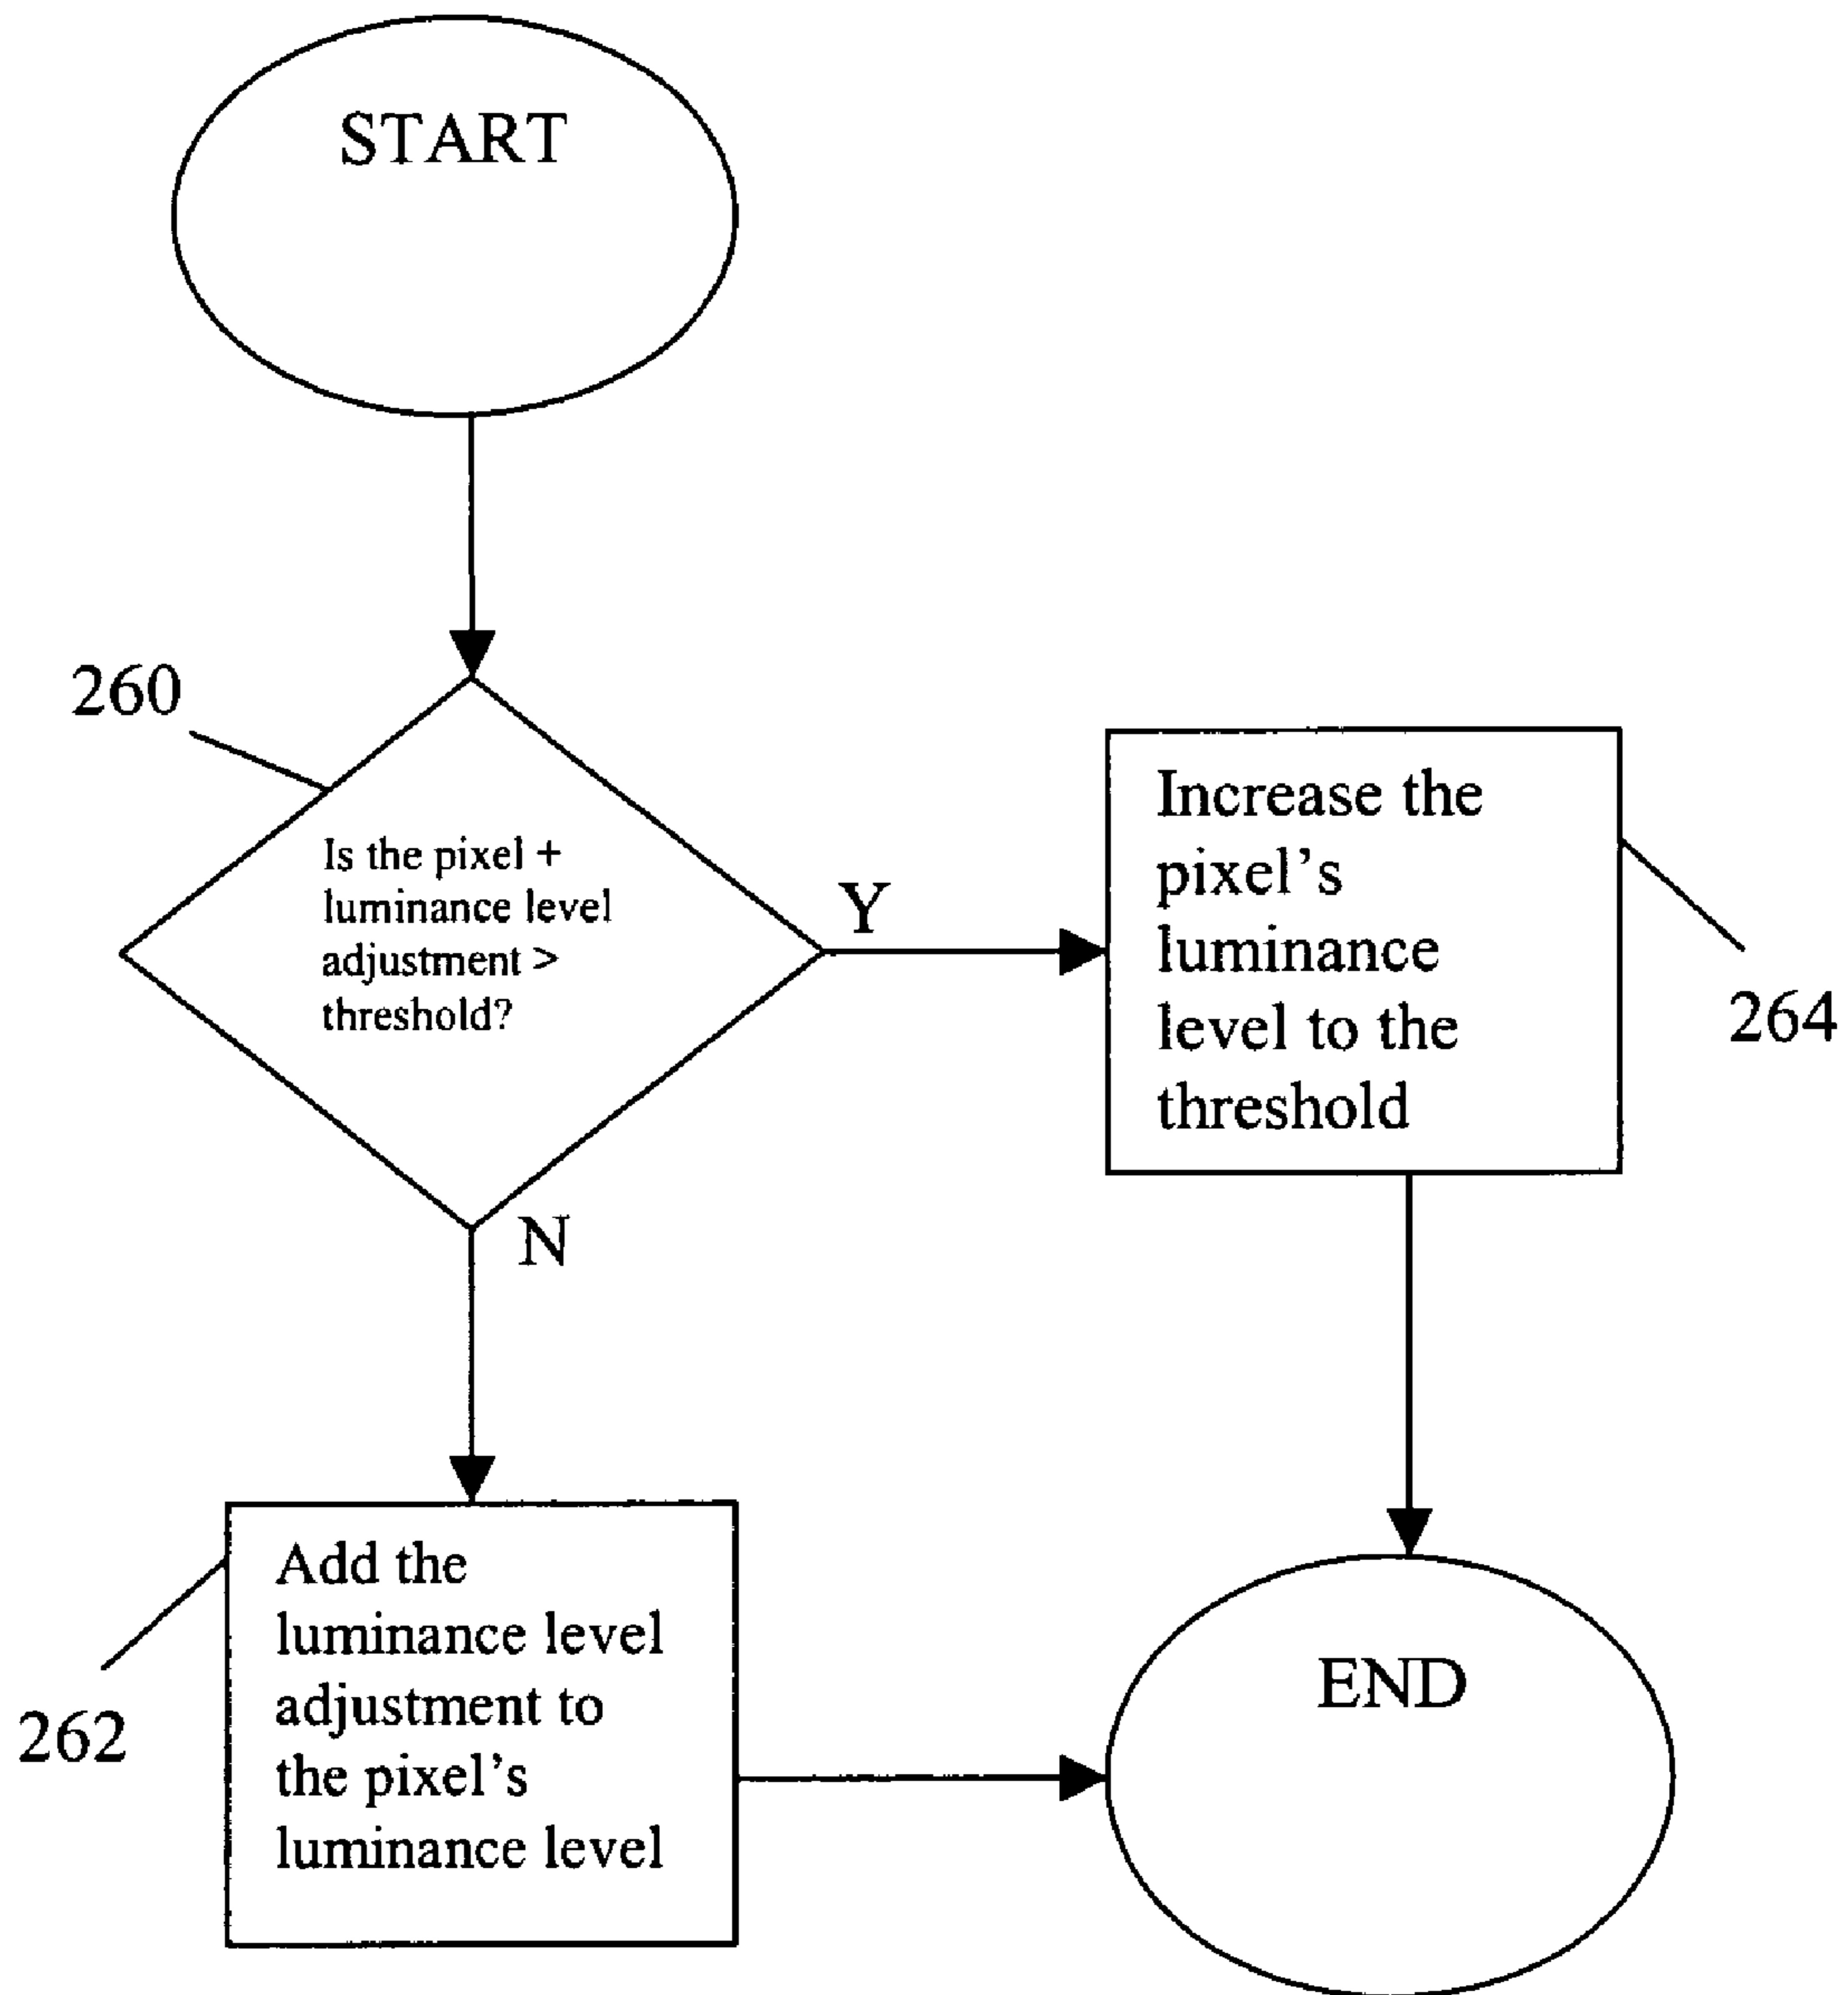 START
260
Is the pixel +
luminance level
adjustment >
threshold?
Y
N
Increase the
pixel's
luminance
level to the
threshold
264
Add the
luminance level
adjustment to
the pixel's
luminance level
262
END